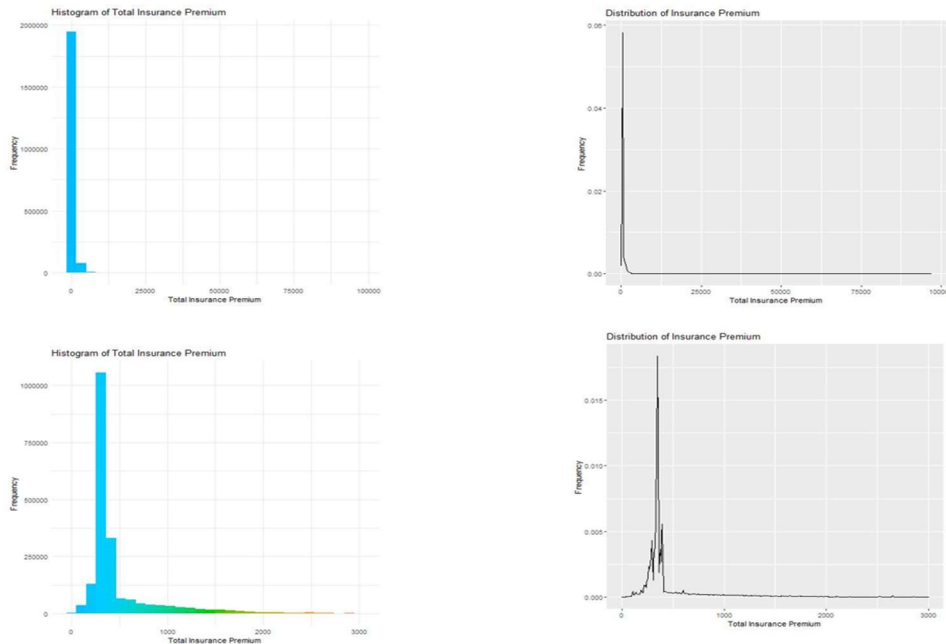 Histogram of Total Insurance Premium
2000000
1500000
Frequency
1000000
500000
0
0 25000 50000 75000 100000
Total Insurance Premium
Distribution of Insurance Premium
0.06
0.04
Frequency
0.02
0.00
0 25000 50000 75000 10000
Total Insurance Premium
Histogram of Total Insurance Premium
1000000
750000
Frequency
500000
250000
0
0 1000 2000 3000
Total Insurance Premium
Distribution of Insurance Premium
0.015
0.010
Frequency
0.005
0.000
0 1000 2000 3000
Total Insurance Premium